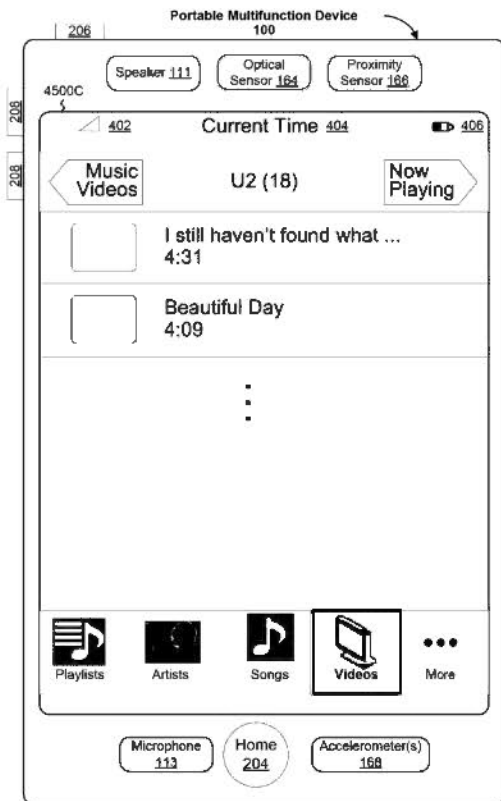 Portable Multifunction Device
100
206
Speaker 111
Optical
Sensor 164
Proximity
Sensor 166
4500C
208
208
402
Current Time 404
406
Music
Videos
U2 (18)
Now
Playing
I still haven't found what ...
4:31
Beautiful Day
4:09
Playlists
Artists
Songs
Videos
More
Microphone
113
Home
204
Accelerometer(s)
168